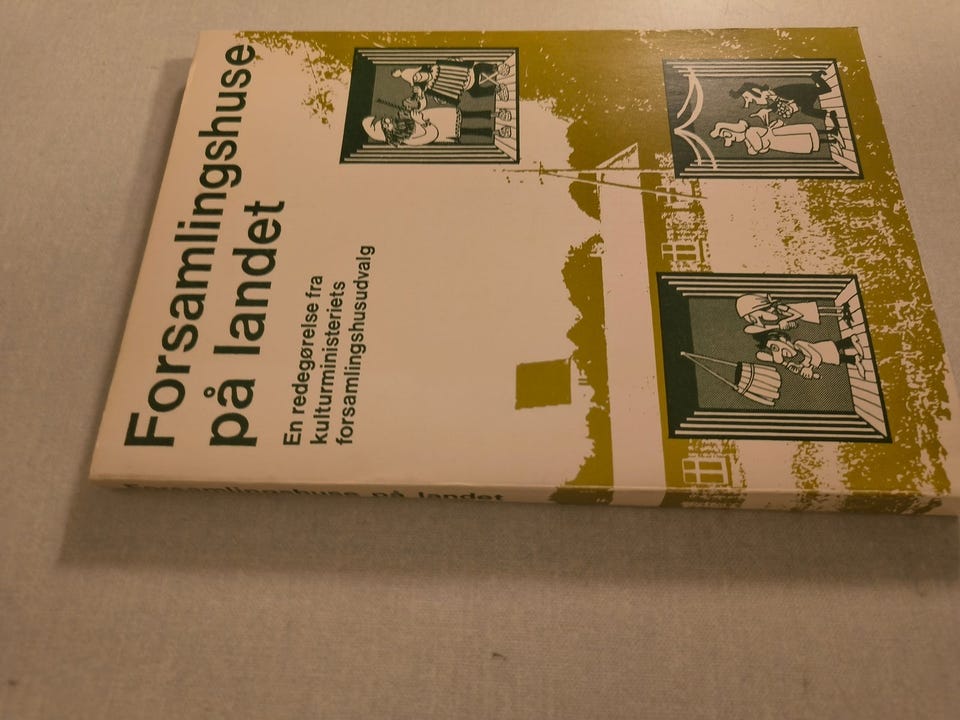 Forsamlingshuse
på landet
En redegørelse fra
kulturministeriets
forsamlingshusudvalg
Forsamlingshuse på landet